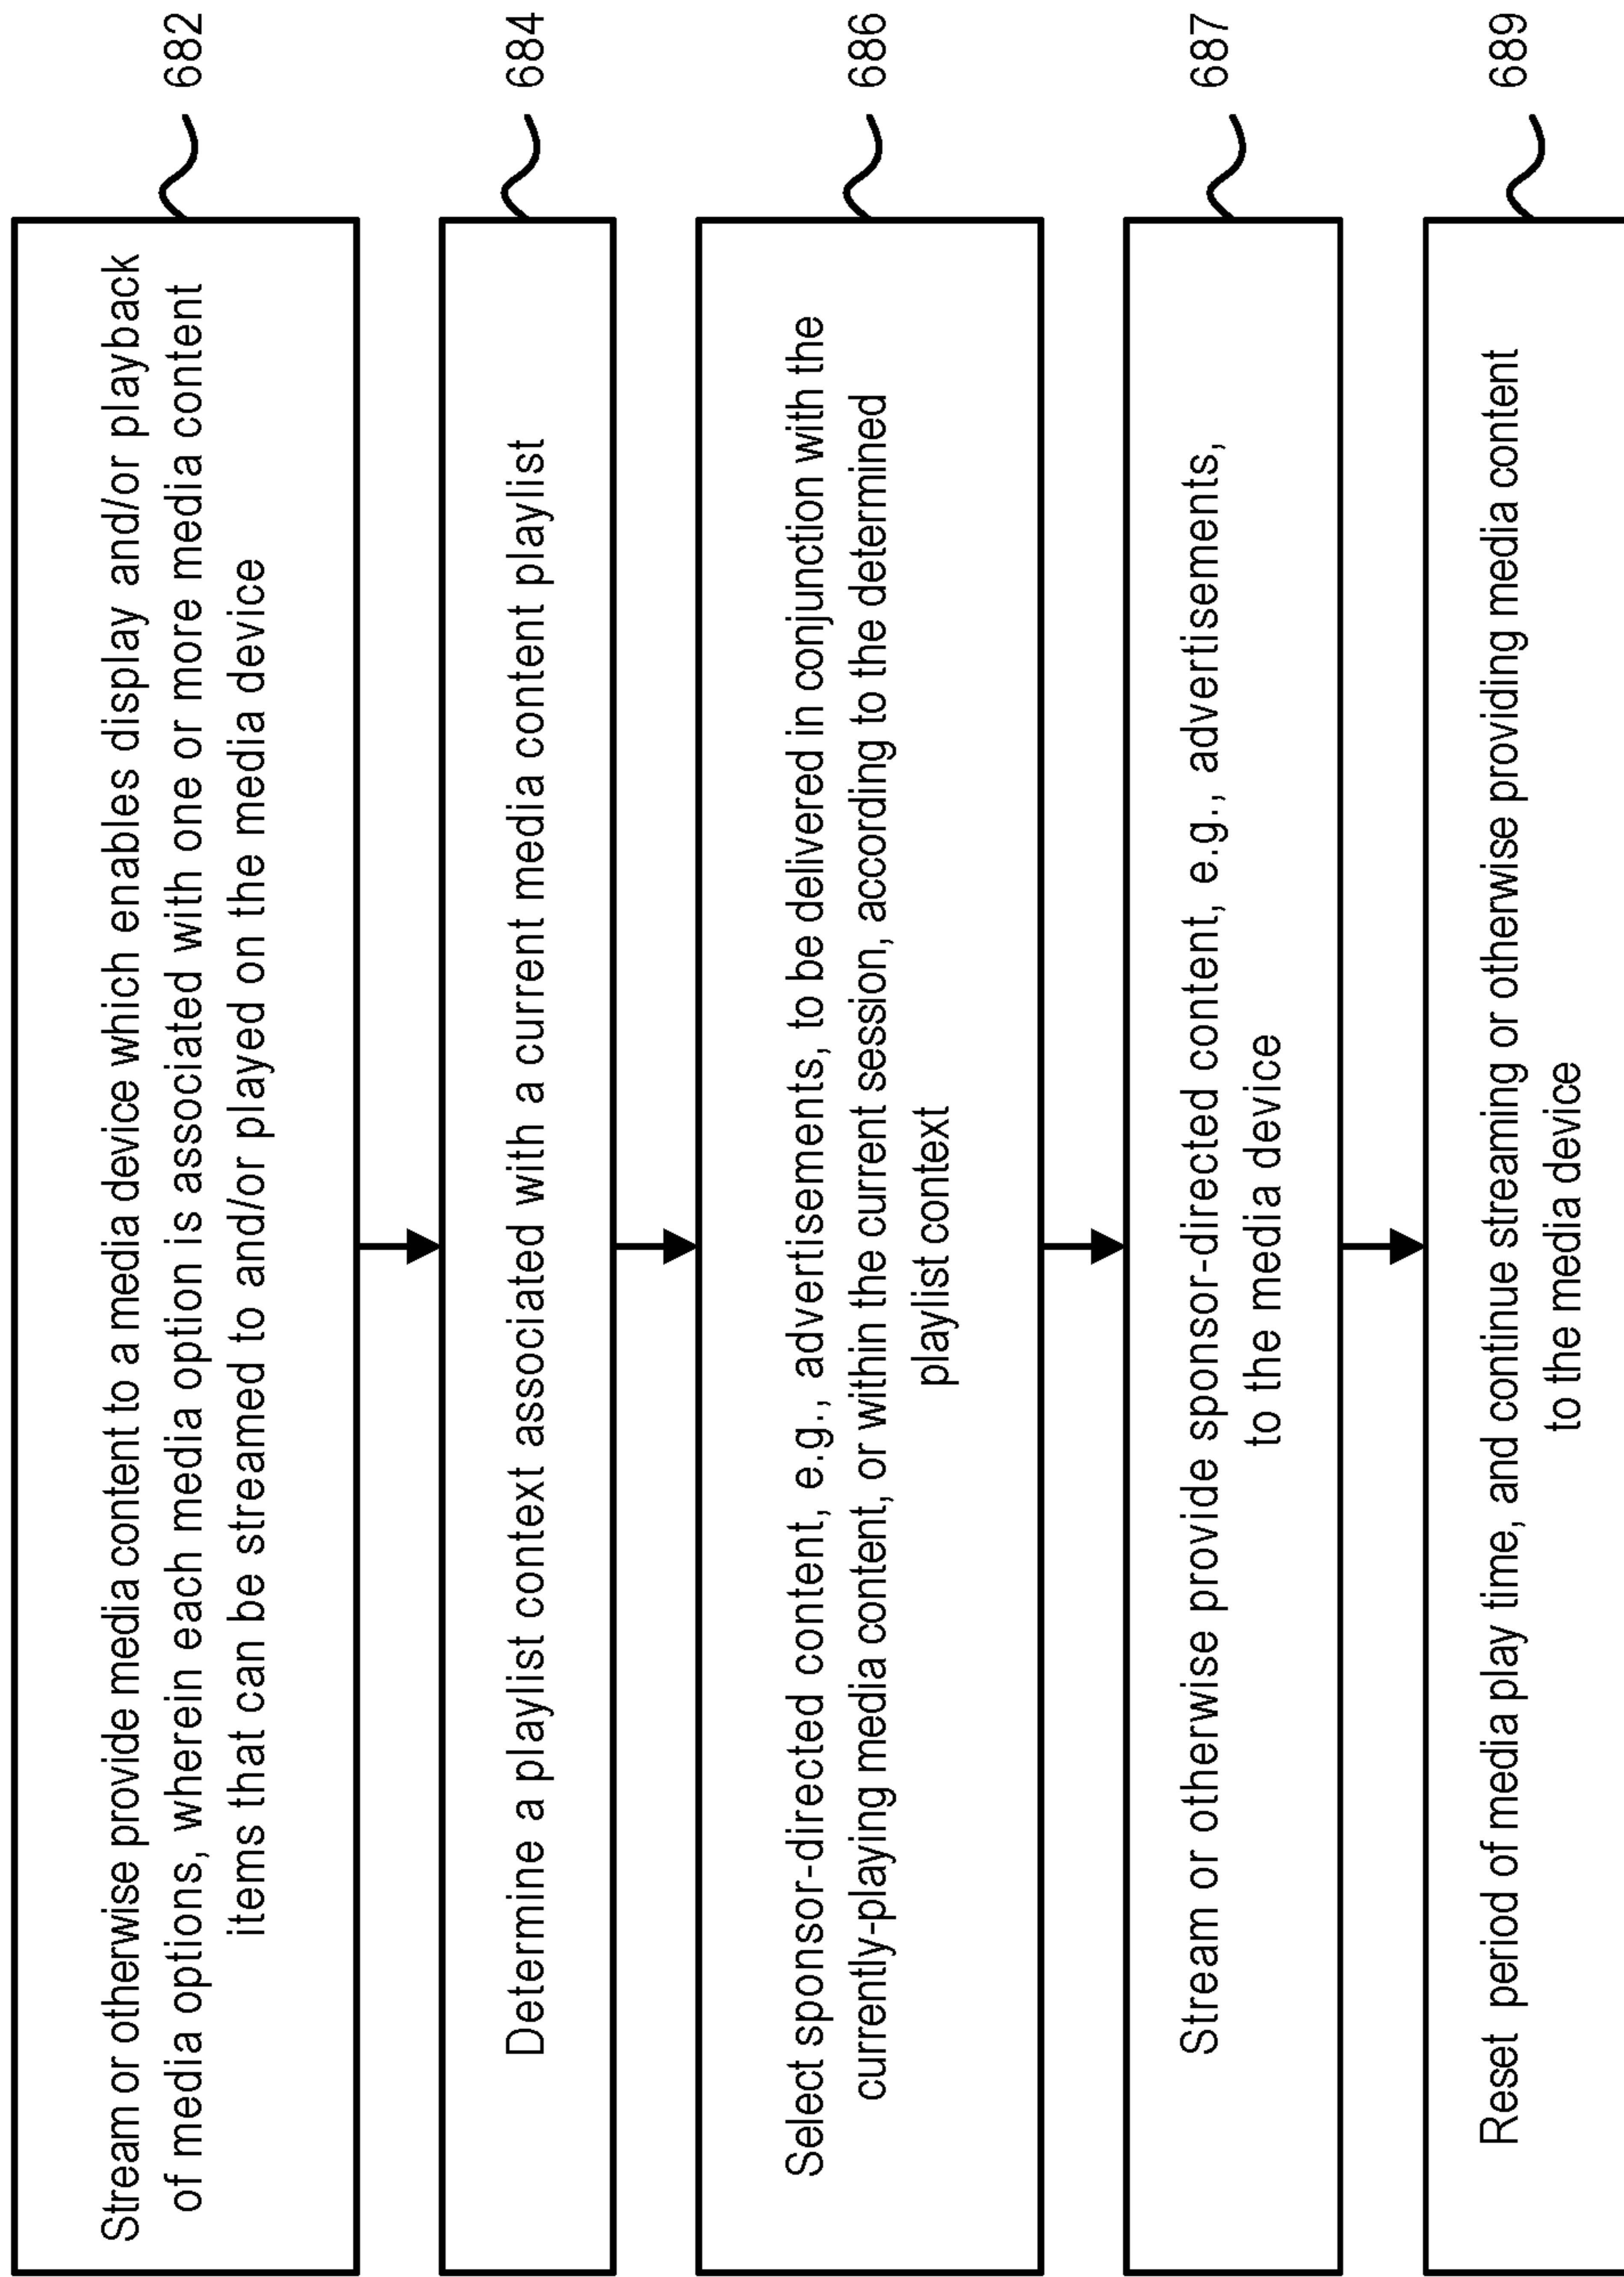 Stream or otherwise provide media content to a media device which enables display and/or playback
of media options, wherein each media option is associated with one or more media content
items that can be streamed to and/or played on the media device
682
Determine a playlist context associated with a current media content playlist
684
Select sponsor-directed content, e.g., advertisements, to be delivered in conjunction with the
currently-playing media content, or within the current session, according to the determined
playlist context
686
Stream or otherwise provide sponsor-directed content, e.g., advertisements,
to the media device
687
Reset period of media play time, and continue streaming or otherwise providing media content
to the media device
689